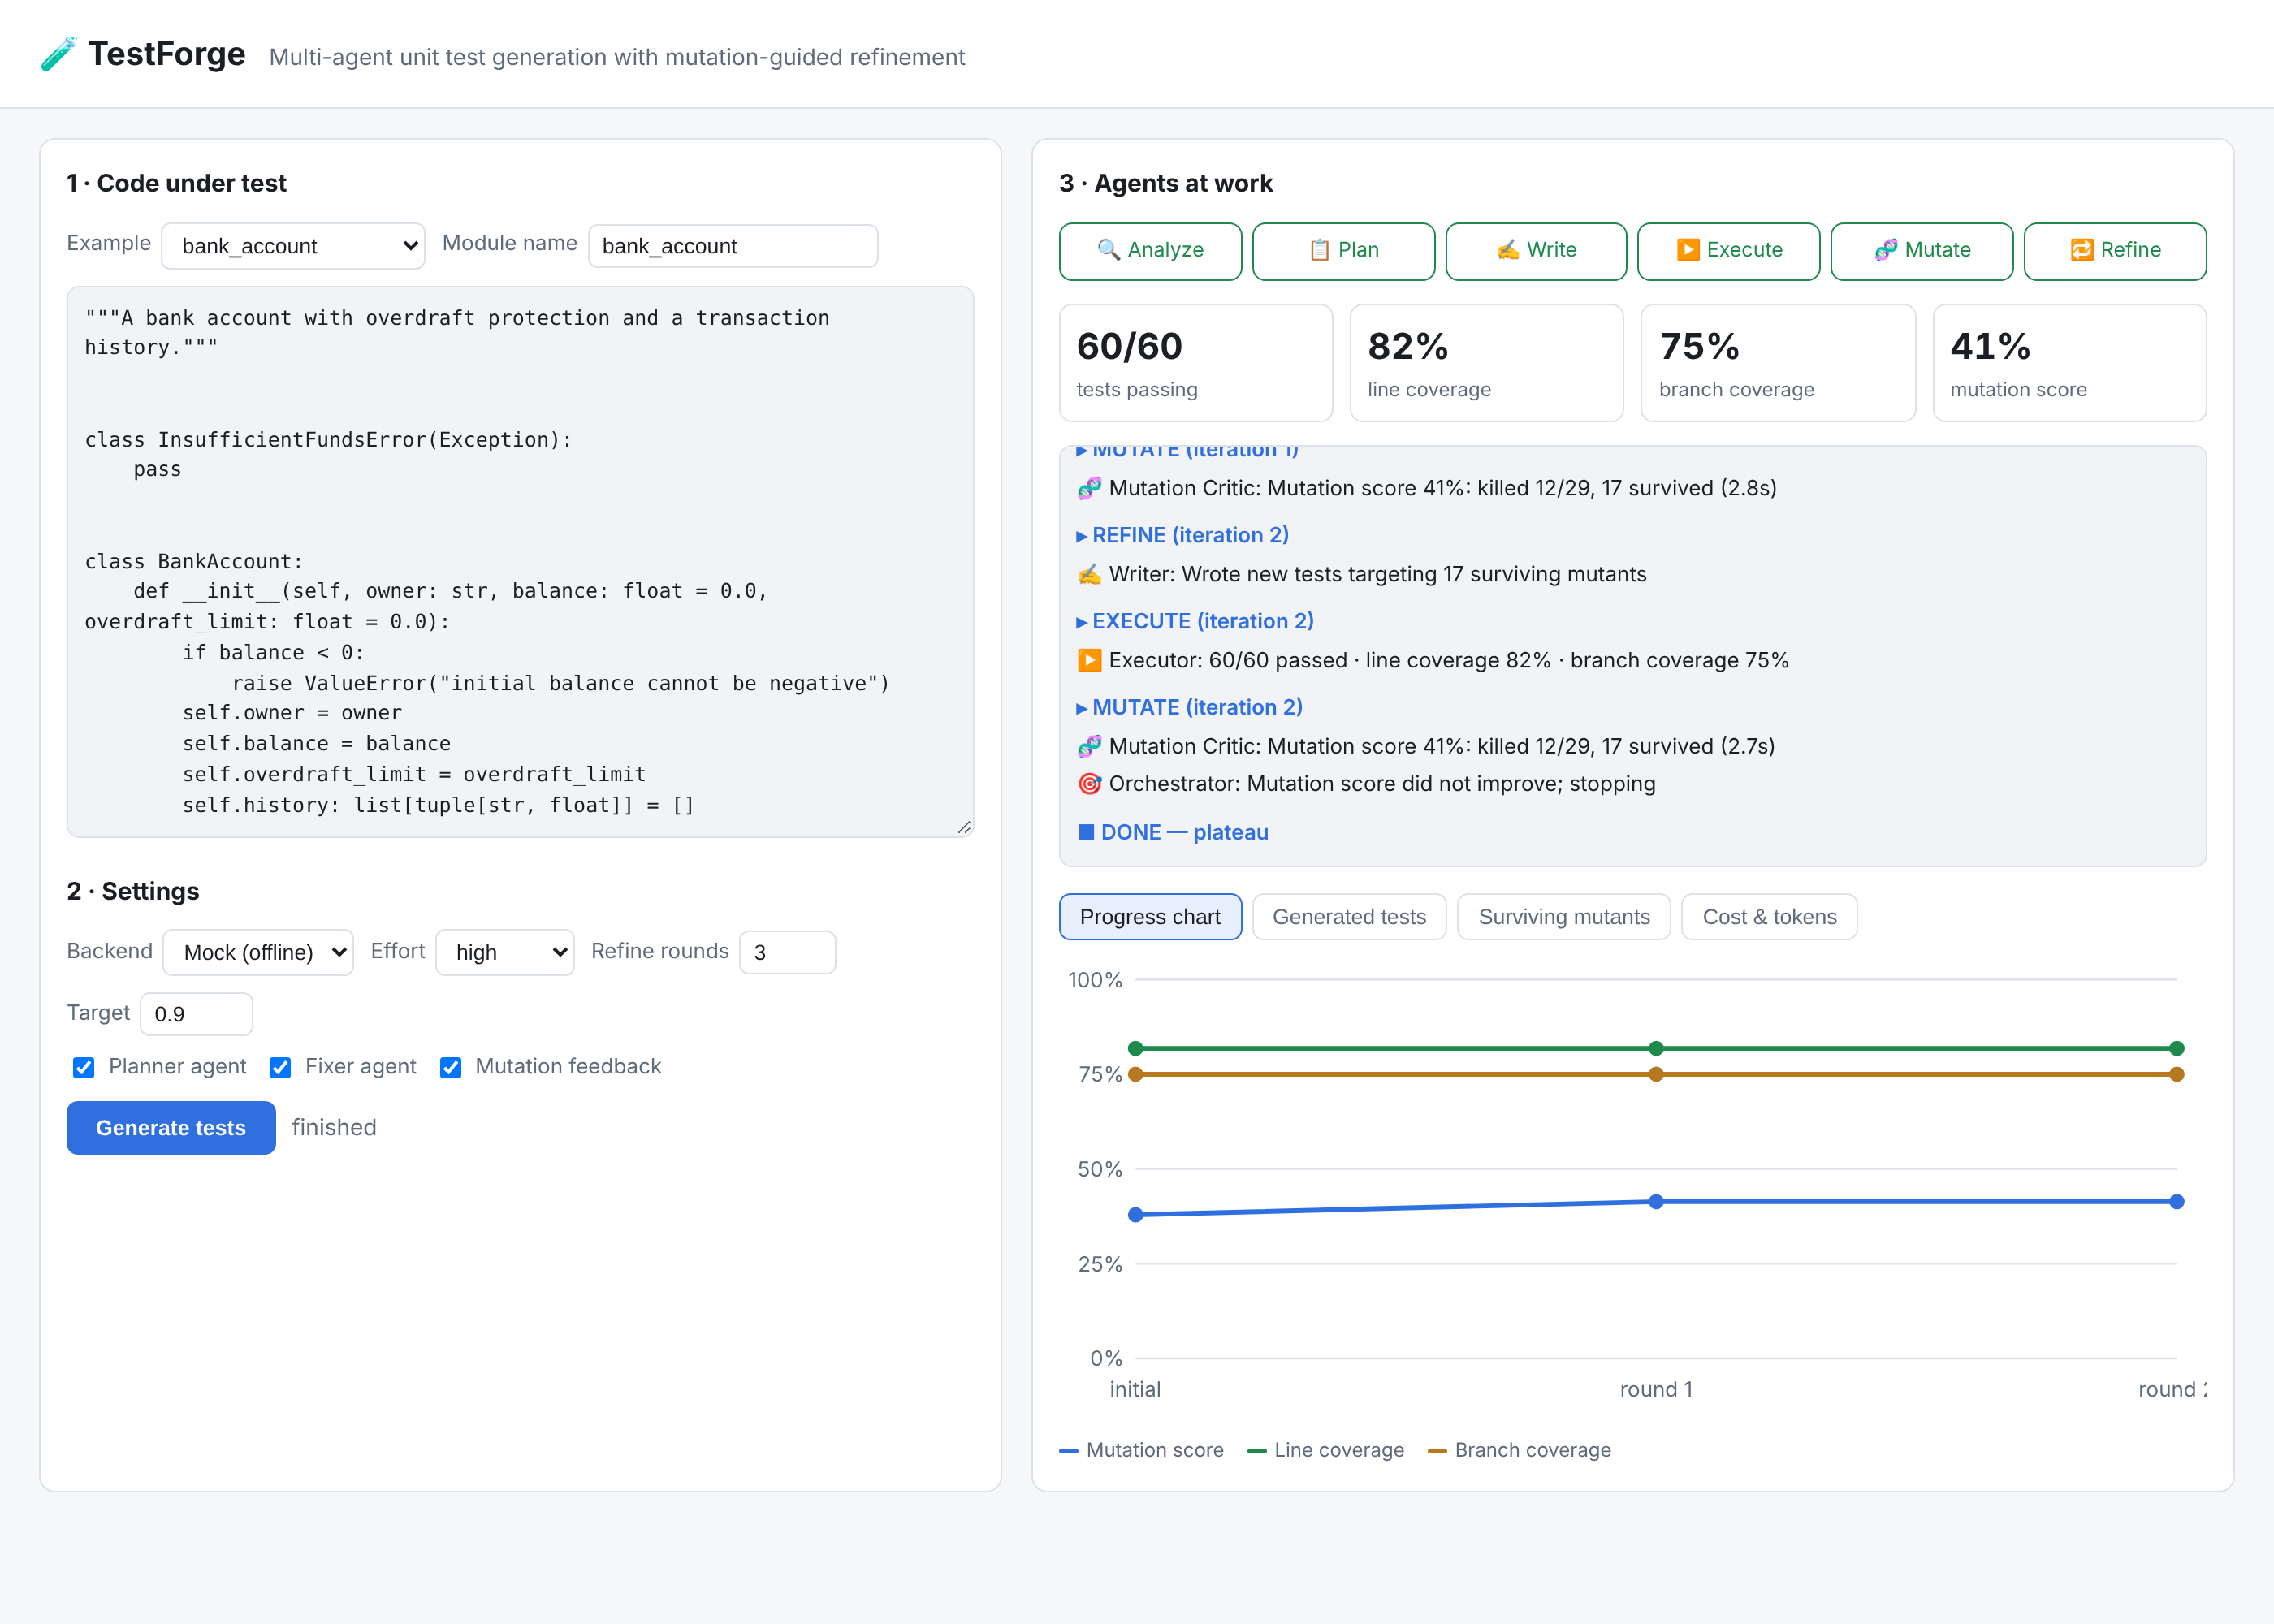 🧪 TestForge Multi-agent unit test generation with mutation-guided refinement
1 · Code under test
Example bank_account Module name bank_account
"""A bank account with overdraft protection and a transaction
history."""
class InsufficientFundsError(Exception):
    pass
class BankAccount:
    def __init__(self, owner: str, balance: float = 0.0,
overdraft_limit: float = 0.0):
        if balance < 0:
            raise ValueError("initial balance cannot be negative")
        self.owner = owner
        self.balance = balance
        self.overdraft_limit = overdraft_limit
        self.history: list[tuple[str, float]] = []
2 · Settings
Backend Mock (offline) Effort high Refine rounds 3
Target 0.9
Planner agent Fixer agent Mutation feedback
Generate tests finished
3 · Agents at work
🔍 Analyze 📋 Plan ✍️ Write ▶️ Execute 🧬 Mutate 🔁 Refine
60/60 82% 75% 41%
tests passing line coverage branch coverage mutation score
▸ MUTATE (iteration 1)
🧬 Mutation Critic: Mutation score 41%: killed 12/29, 17 survived (2.8s)
▸ REFINE (iteration 2)
✍️ Writer: Wrote new tests targeting 17 surviving mutants
▸ EXECUTE (iteration 2)
▶️ Executor: 60/60 passed · line coverage 82% · branch coverage 75%
▸ MUTATE (iteration 2)
🧬 Mutation Critic: Mutation score 41%: killed 12/29, 17 survived (2.7s)
🎯 Orchestrator: Mutation score did not improve; stopping
■ DONE — plateau
Progress chart Generated tests Surviving mutants Cost & tokens
100%
75%
50%
25%
0%
initial round 1 round 2
Mutation score Line coverage Branch coverage